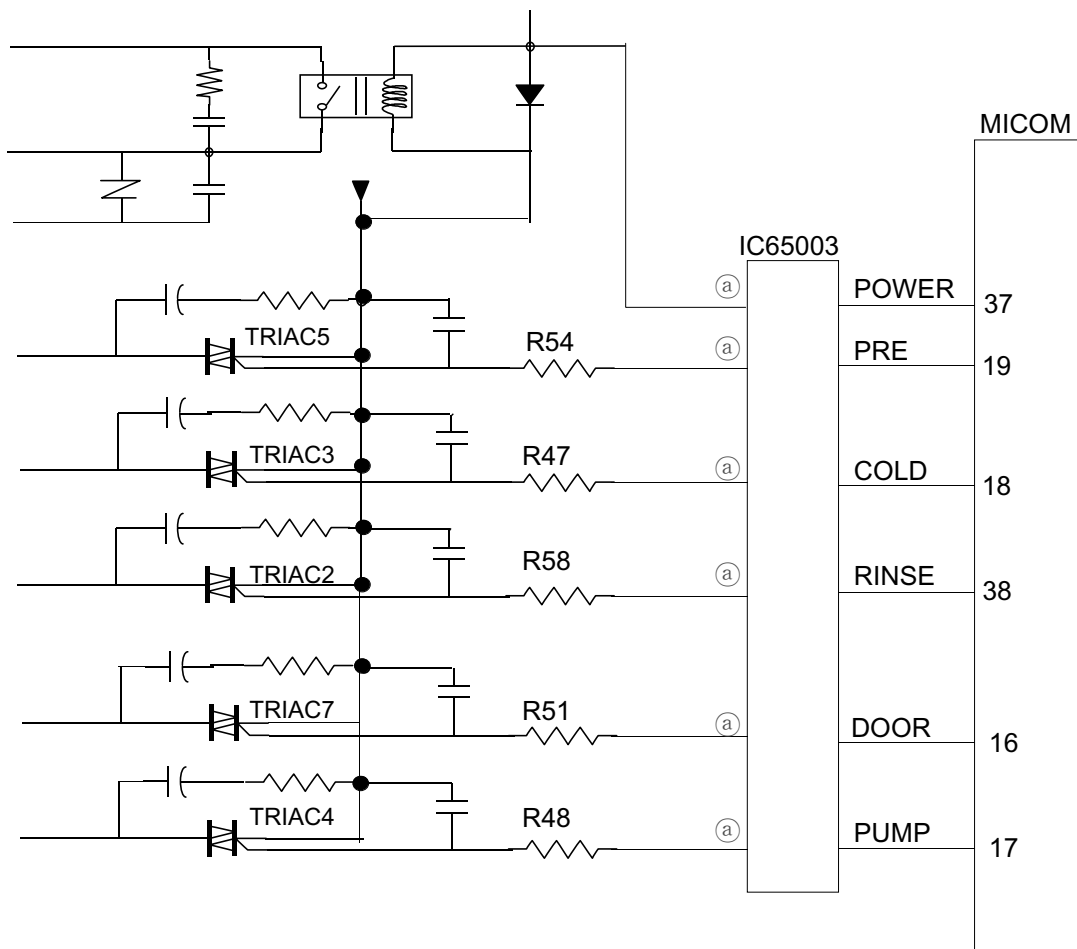 MICOM
IC65003
ⓐ POWER 37
TRIAC5 R54 ⓐ PRE 19
TRIAC3 R47 ⓐ COLD 18
TRIAC2 R58 ⓐ RINSE 38
TRIAC7 R51 ⓐ DOOR 16
TRIAC4 R48 ⓐ PUMP 17